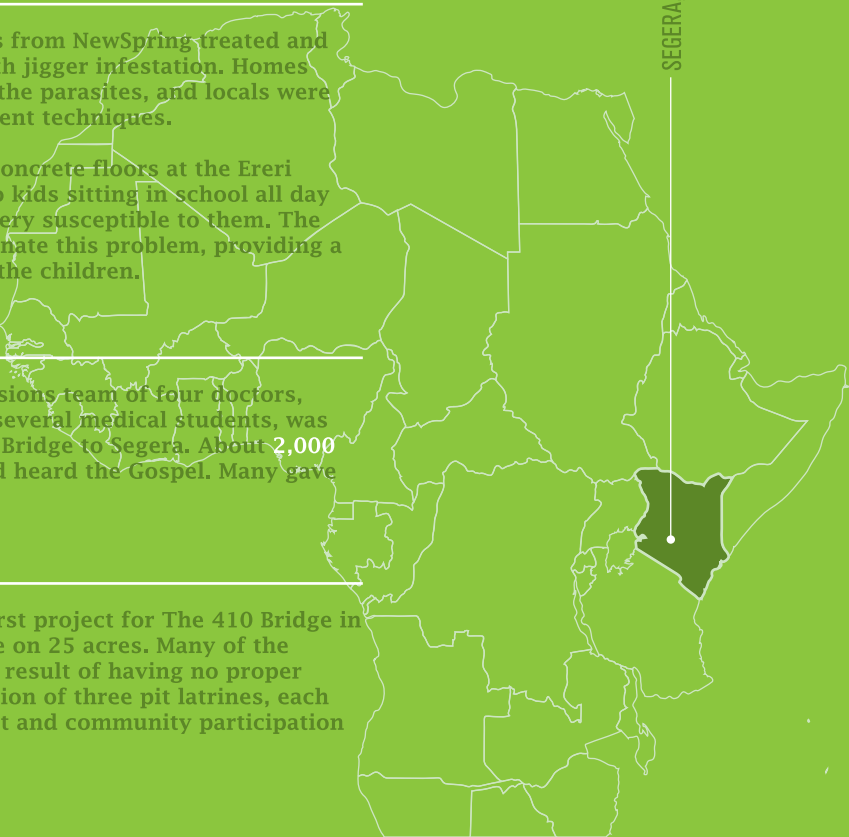 SEGERA
s from NewSpring treated and
th jigger infestation. Homes
the parasites, and locals were
ent techniques.
oncrete floors at the Ereri
o kids sitting in school all day
ery susceptible to them. The
nate this problem, providing a
the children.
sions team of four doctors,
several medical students, was
Bridge to Segera. About 2,000
d heard the Gospel. Many gave
rst project for The 410 Bridge in
e on 25 acres. Many of the
result of having no proper
ion of three pit latrines, each
t and community participation